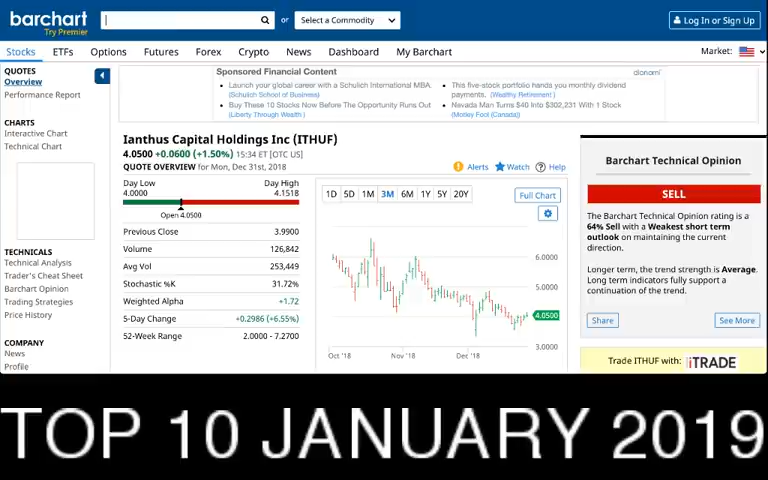 barchart
Try Premier
or
Select a Commodity
Log In or Sign Up
Stocks ETFs Options Futures Forex Crypto News Dashboard My Barchart
Market:
QUOTES
Overview
Performance Report
CHARTS
Interactive Chart
Technical Chart
TECHNICALS
Technical Analysis
Trader's Cheat Sheet
Barchart Opinion
Trading Strategies
Price History
COMPANY
News
Profile
Sponsored Financial Content
dianomi
• Launch your global career with a Schulich International MBA.
(Schulich School of Business)
• Buy These 10 Stocks Now Before The Opportunity Runs Out
(Liberty Through Wealth)
• This five-stock portfolio hands you monthly dividend
payments. (Wealthy Retirement)
• Nevada Man Turns $40 Into $302,231 With 1 Stock
(Motley Fool Canada)
Ianthus Capital Holdings Inc (ITHUF)
4.0500 +0.0600 (+1.50%) 15:34 ET [OTC US]
QUOTE OVERVIEW for Mon, Dec 31st, 2018
Alerts Watch Help
Day Low Day High
4.0000 4.1518
Open 4.0500
Previous Close 3.9900
Volume 126,842
Avg Vol 253,449
Stochastic %K 31.72%
Weighted Alpha +1.72
5-Day Change +0.2986 (+6.55%)
52-Week Range 2.0000 - 7.2700
1D 5D 1M 3M 6M 1Y 5Y 20Y
Full Chart
6.0000
5.0000
4.0500
3.0000
Oct '18 Nov '18 Dec '18
Barchart Technical Opinion
SELL
The Barchart Technical Opinion rating is a
64% Sell with a Weakest short term
outlook on maintaining the current
direction.
Longer term, the trend strength is Average.
Long term indicators fully support a
continuation of the trend.
Share See More
Trade ITHUF with: iTRADE
TOP 10 JANUARY 2019